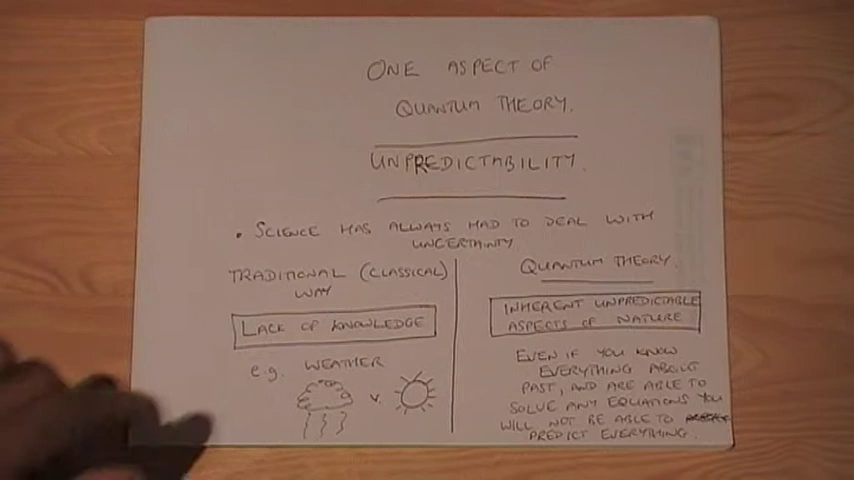 ONE ASPECT OF
QUANTUM THEORY.
UNPREDICTABILITY.
• SCIENCE HAS ALWAYS HAD TO DEAL WITH
UNCERTAINTY
TRADITIONAL (CLASSICAL)
WAY
LACK OF KNOWLEDGE
e.g. WEATHER
v.
QUANTUM THEORY.
INHERENT UNPREDICTABLE
ASPECTS OF NATURE
EVEN IF YOU KNOW
EVERYTHING ABOUT
PAST, AND ARE ABLE TO
SOLVE ANY EQUATIONS YOU
WILL NOT BE ABLE TO
PREDICT EVERYTHING.